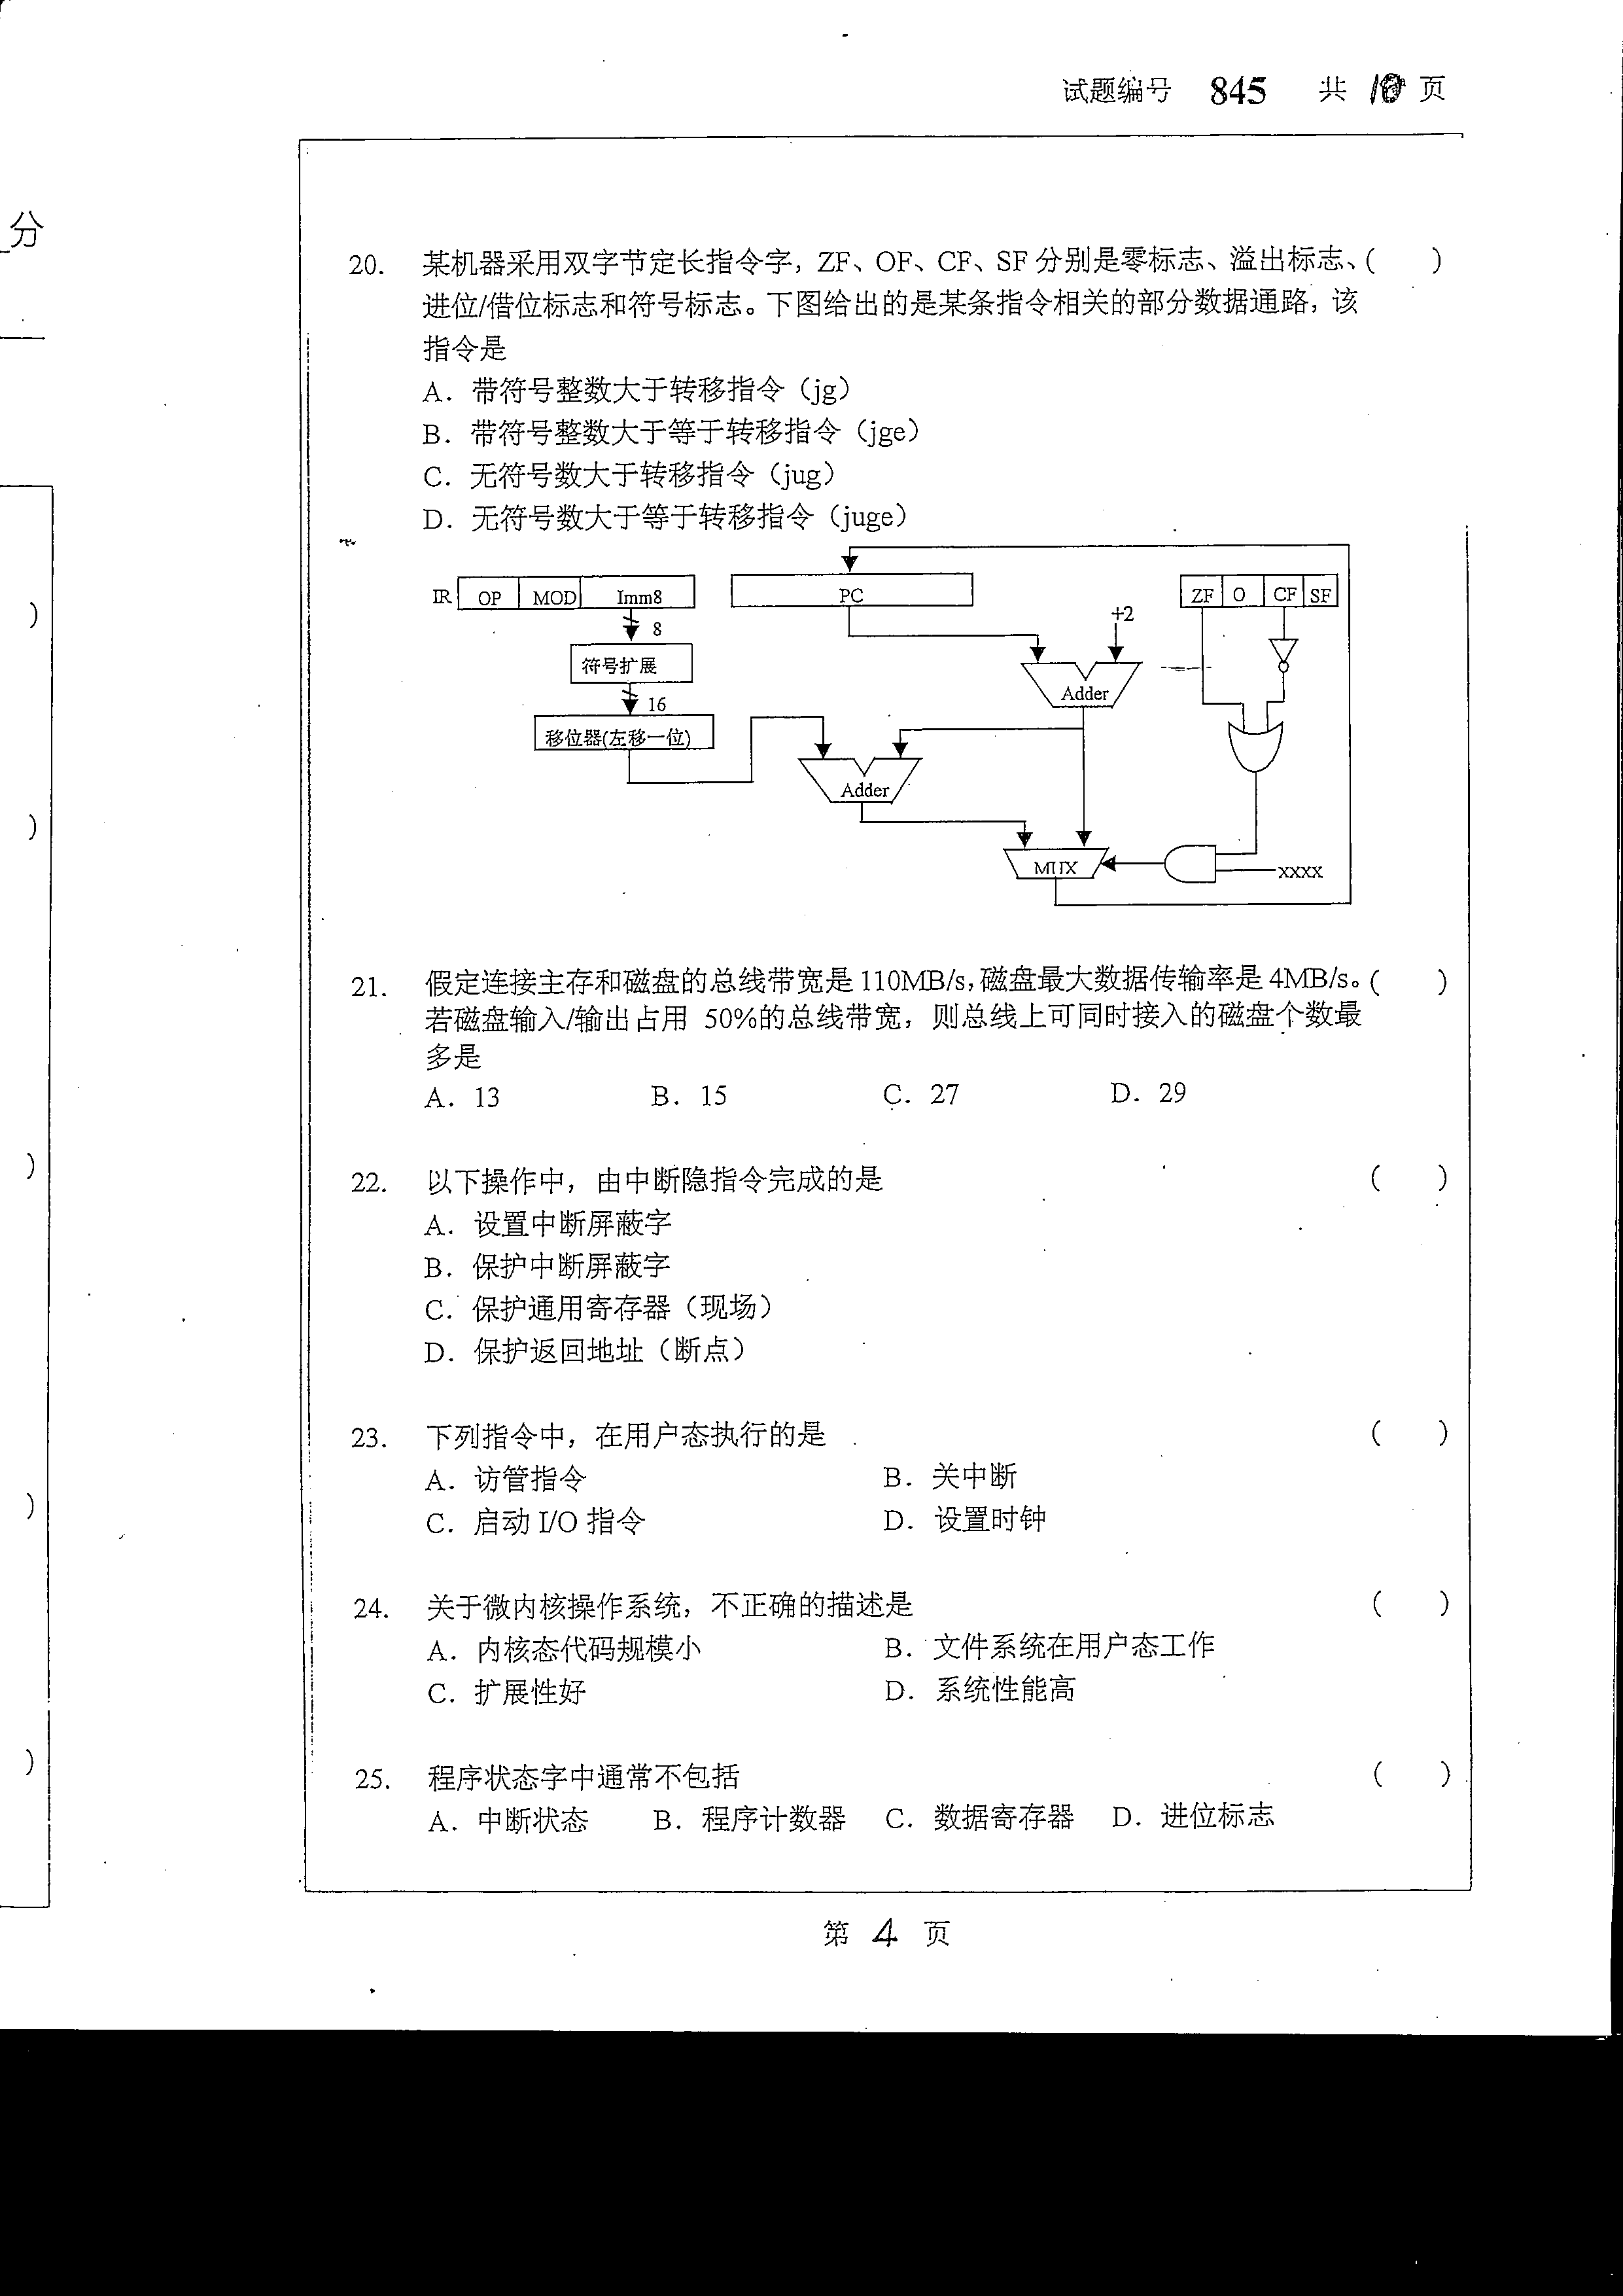 试题编号 845 共 10 页
分
20. 某机器采用双字节定长指令字，ZF、OF、CF、SF 分别是零标志、溢出标志、( )
进位/借位标志和符号标志。下图给出的是某条指令相关的部分数据通路，该
指令是
A. 带符号整数大于转移指令（jg）
B. 带符号整数大于等于转移指令（jge）
C. 无符号数大于转移指令（jug）
D. 无符号数大于等于转移指令（juge）
IR OP MOD Imm8 PC ZF O CF SF
8 +2
符号扩展
16 Adder
移位器(左移一位)
Adder
MUX XXXX
21. 假定连接主存和磁盘的总线带宽是 110MB/s，磁盘最大数据传输率是 4MB/s。( )
若磁盘输入/输出占用 50%的总线带宽，则总线上可同时接入的磁盘个数最
多是
A. 13 B. 15 C. 27 D. 29
22. 以下操作中，由中断隐指令完成的是 ( )
A. 设置中断屏蔽字
B. 保护中断屏蔽字
C. 保护通用寄存器（现场）
D. 保护返回地址（断点）
23. 下列指令中，在用户态执行的是 ( )
A. 访管指令 B. 关中断
C. 启动 I/O 指令 D. 设置时钟
24. 关于微内核操作系统，不正确的描述是 ( )
A. 内核态代码规模小 B. 文件系统在用户态工作
C. 扩展性好 D. 系统性能高
25. 程序状态字中通常不包括 ( )
A. 中断状态 B. 程序计数器 C. 数据寄存器 D. 进位标志
第 4 页